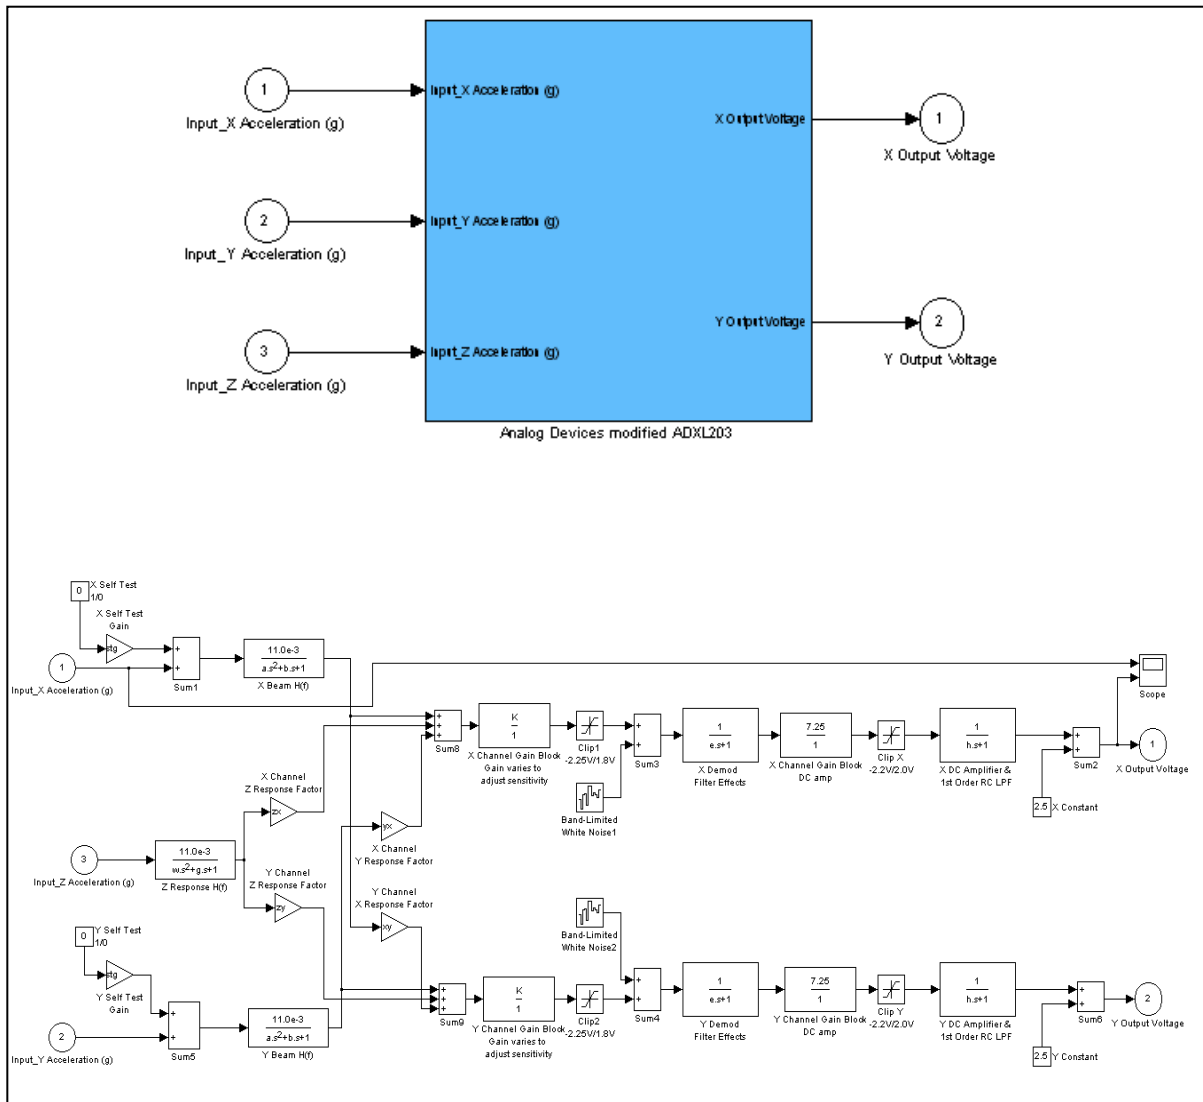 1
Input_X Acceleration (g)
Input_X Acceleration (g)
X Output Voltage
1
X Output Voltage
2
Input_Y Acceleration (g)
Input_Y Acceleration (g)
3
Input_Z Acceleration (g)
Input_Z Acceleration (g)
Y Output Voltage
2
Y Output Voltage
Analog Devices modified ADXL203
0
X Self Test
1/0
X Self Test
Gain
stg
1
Input_X Acceleration (g)
+
+
Sum1
11.0e-3
a.s²+b.s+1
X Beam H(f)
Scope
+
+
+
Sum8
K
1
X Channel Gain Block
Gain varies to
adjust sensitivity
Clip1
-2.25V/1.8V
+
+
Sum3
1
e.s+1
X Demod
Filter Effects
7.25
1
X Channel Gain Block
DC amp
Clip X
-2.2V/2.0V
1
h.s+1
X DC Amplifier &
1st Order RC LPF
+
+
Sum2
1
X Output Voltage
2.5
X Constant
Band-Limited
White Noise1
X Channel
Z Response Factor
zx
yx
X Channel
Y Response Factor
3
Input_Z Acceleration (g)
11.0e-3
w.s²+g.s+1
Z Response H(f)
Y Channel
Z Response Factor
zy
Y Channel
X Response Factor
xy
Band-Limited
White Noise2
0
Y Self Test
1/0
stg
Y Self Test
Gain
2
Input_Y Acceleration (g)
+
+
Sum5
11.0e-3
a.s²+b.s+1
Y Beam H(f)
+
+
+
Sum9
K
1
Y Channel Gain Block
Gain varies to
adjust sensitivity
Clip2
-2.25V/1.8V
+
+
Sum4
1
e.s+1
Y Demod
Filter Effects
7.25
1
Y Channel Gain Block
DC amp
Clip Y
-2.2V/2.0V
1
h.s+1
Y DC Amplifier &
1st Order RC LPF
+
+
Sum6
2
Y Output Voltage
2.5
Y Constant